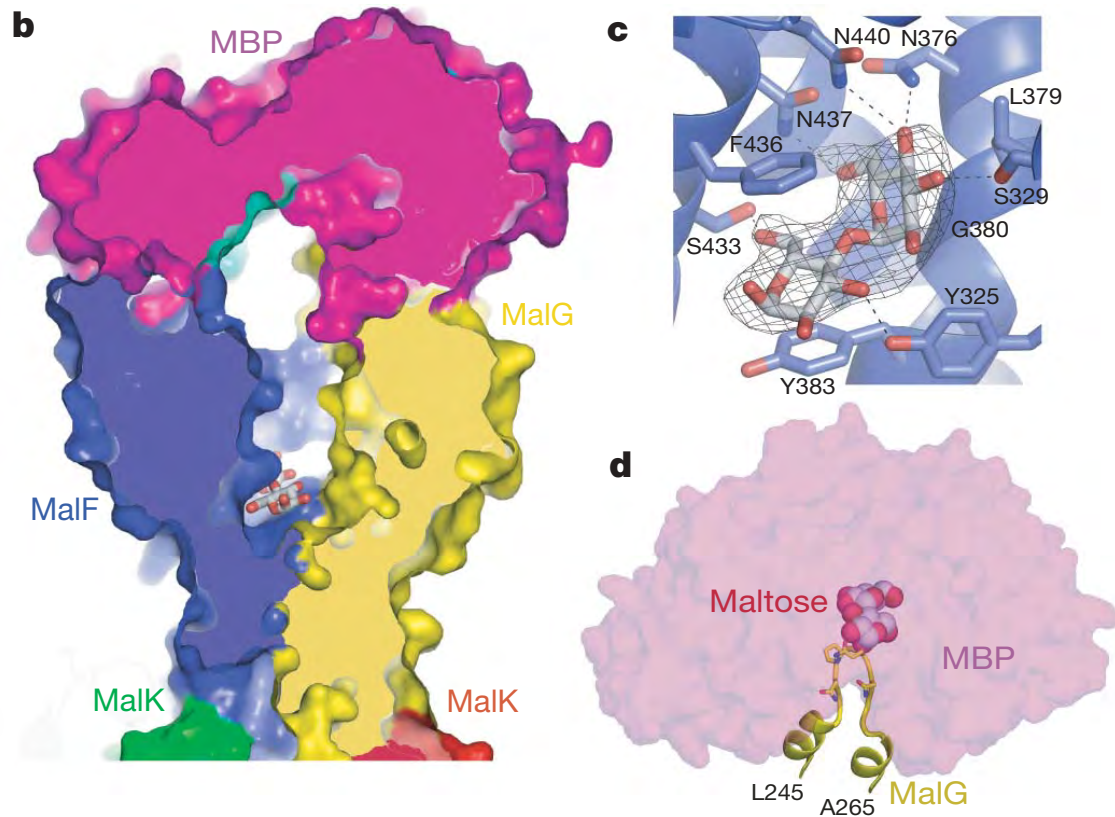 b
MBP
MalG
MalF
MalK
MalK
c
N440
N376
L379
N437
F436
S329
S433
G380
Y325
Y383
d
Maltose
MBP
L245
MalG
A265